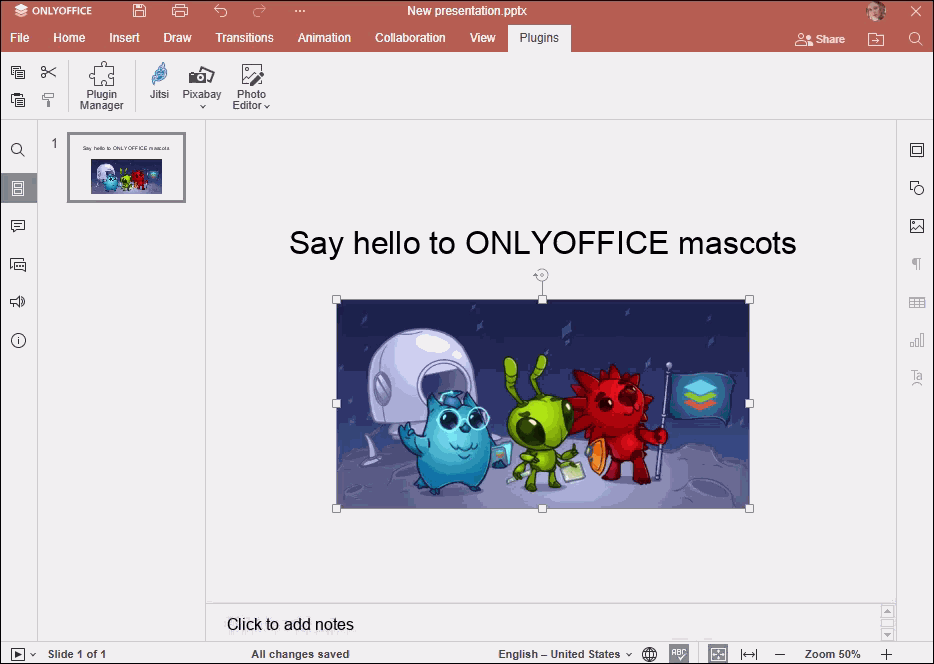 ONLYOFFICE
New presentation.pptx
File Home Insert Draw Transitions Animation Collaboration View Plugins
Share
Plugin Manager
Jitsi
Pixabay
Photo Editor
1
Say hello to ONLYOFFICE mascots
Say hello to ONLYOFFICE mascots
Ta
Click to add notes
Slide 1 of 1
All changes saved
English – United States
ABC
Zoom 50%